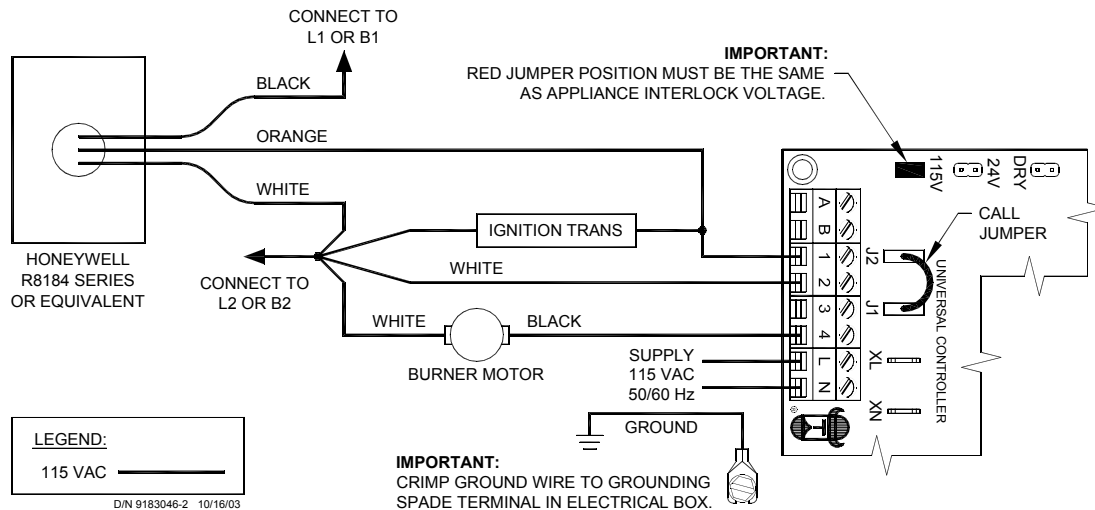 CONNECT TO
L1 OR B1
BLACK
ORANGE
WHITE
HONEYWELL
R8184 SERIES
OR EQUIVALENT
CONNECT TO
L2 OR B2
IGNITION TRANS
WHITE
WHITE
BLACK
BURNER MOTOR
IMPORTANT:
RED JUMPER POSITION MUST BE THE SAME
AS APPLIANCE INTERLOCK VOLTAGE.
115V
24V
DRY
CALL
JUMPER
A
B
1
2
3
4
L
N
J2
J1
UNIVERSAL CONTROLLER
XL
XN
SUPPLY
115 VAC
50/60 Hz
GROUND
IMPORTANT:
CRIMP GROUND WIRE TO GROUNDING
SPADE TERMINAL IN ELECTRICAL BOX.
LEGEND:
115 VAC
D/N 9183046-2 10/16/03